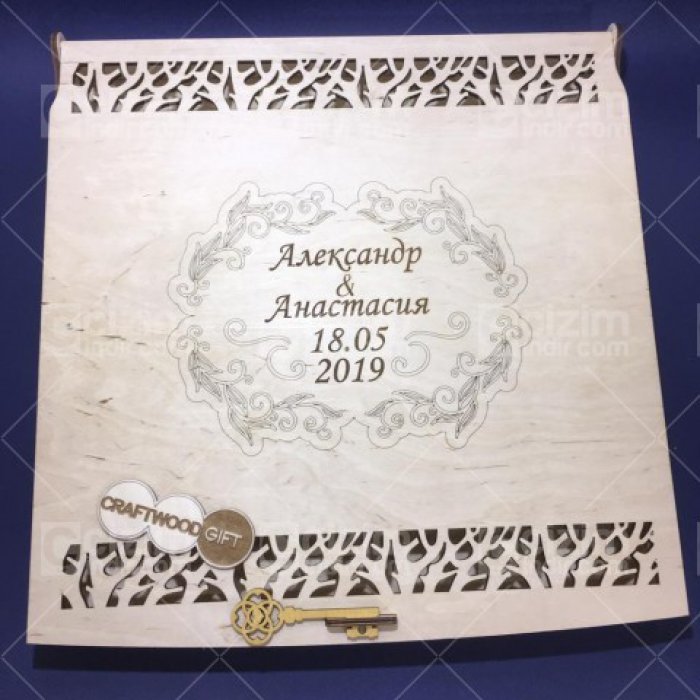 Александр
&
Анастасия
18.05
2019
CRAFTWOOD
GIFT